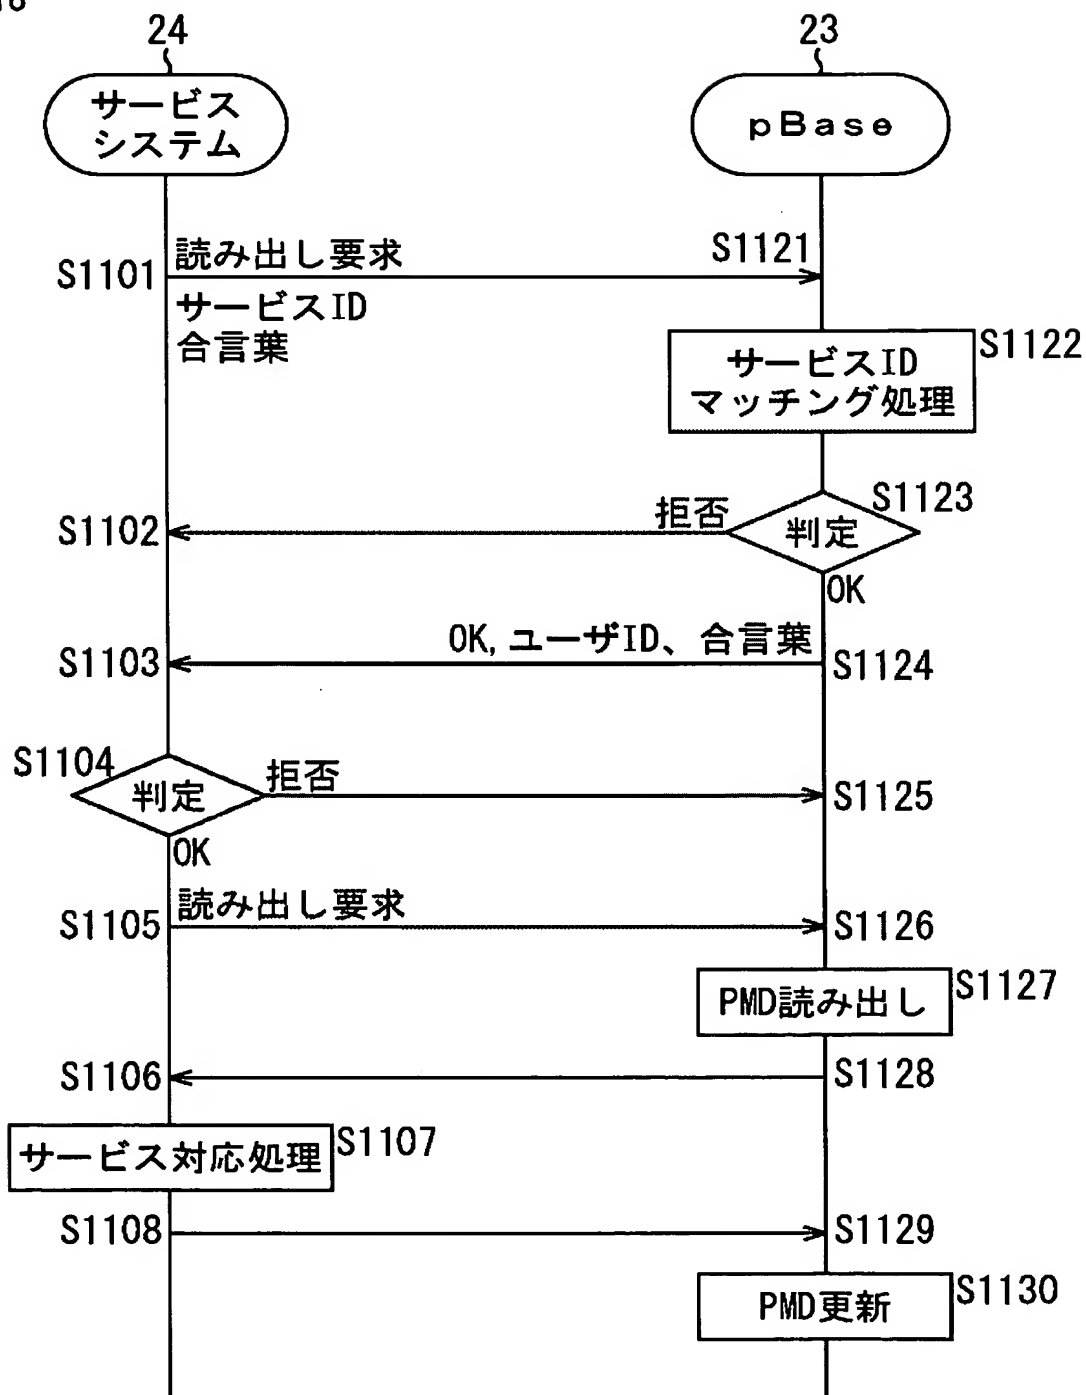 24
23
サービス
システム
pBase
S1101
読み出し要求
S1121
サービスID
合言葉
サービスID
マッチング処理
S1122
S1102
拒否
判定
S1123
OK
S1103
OK,ユーザID、合言葉
S1124
S1104
判定
拒否
S1125
OK
S1105
読み出し要求
S1126
PMD読み出し
S1127
S1106
S1128
サービス対応処理
S1107
S1108
S1129
PMD更新
S1130